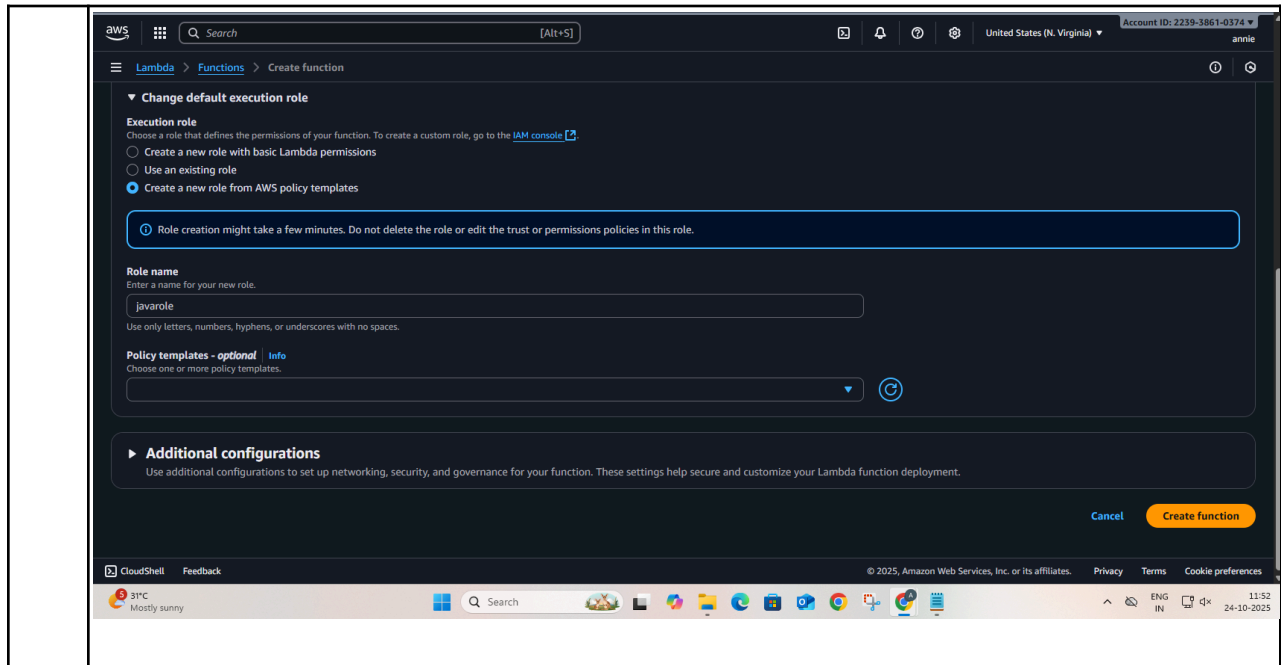 aws
Search [Alt+S]
United States (N. Virginia) ▼
Account ID: 2239-3861-0374 ▼
annie
Lambda > Functions > Create function
▼ Change default execution role
Execution role
Choose a role that defines the permissions of your function. To create a custom role, go to the IAM console.
Create a new role with basic Lambda permissions
Use an existing role
Create a new role from AWS policy templates
Role creation might take a few minutes. Do not delete the role or edit the trust or permissions policies in this role.
Role name
Enter a name for your new role.
javarole
Use only letters, numbers, hyphens, or underscores with no spaces.
Policy templates - optional Info
Choose one or more policy templates.
Additional configurations
Use additional configurations to set up networking, security, and governance for your function. These settings help secure and customize your Lambda function deployment.
Cancel Create function
CloudShell Feedback © 2025, Amazon Web Services, Inc. or its affiliates. Privacy Terms Cookie preferences
5 31°C
Mostly sunny
Search
ENG
IN
11:52
24-10-2025